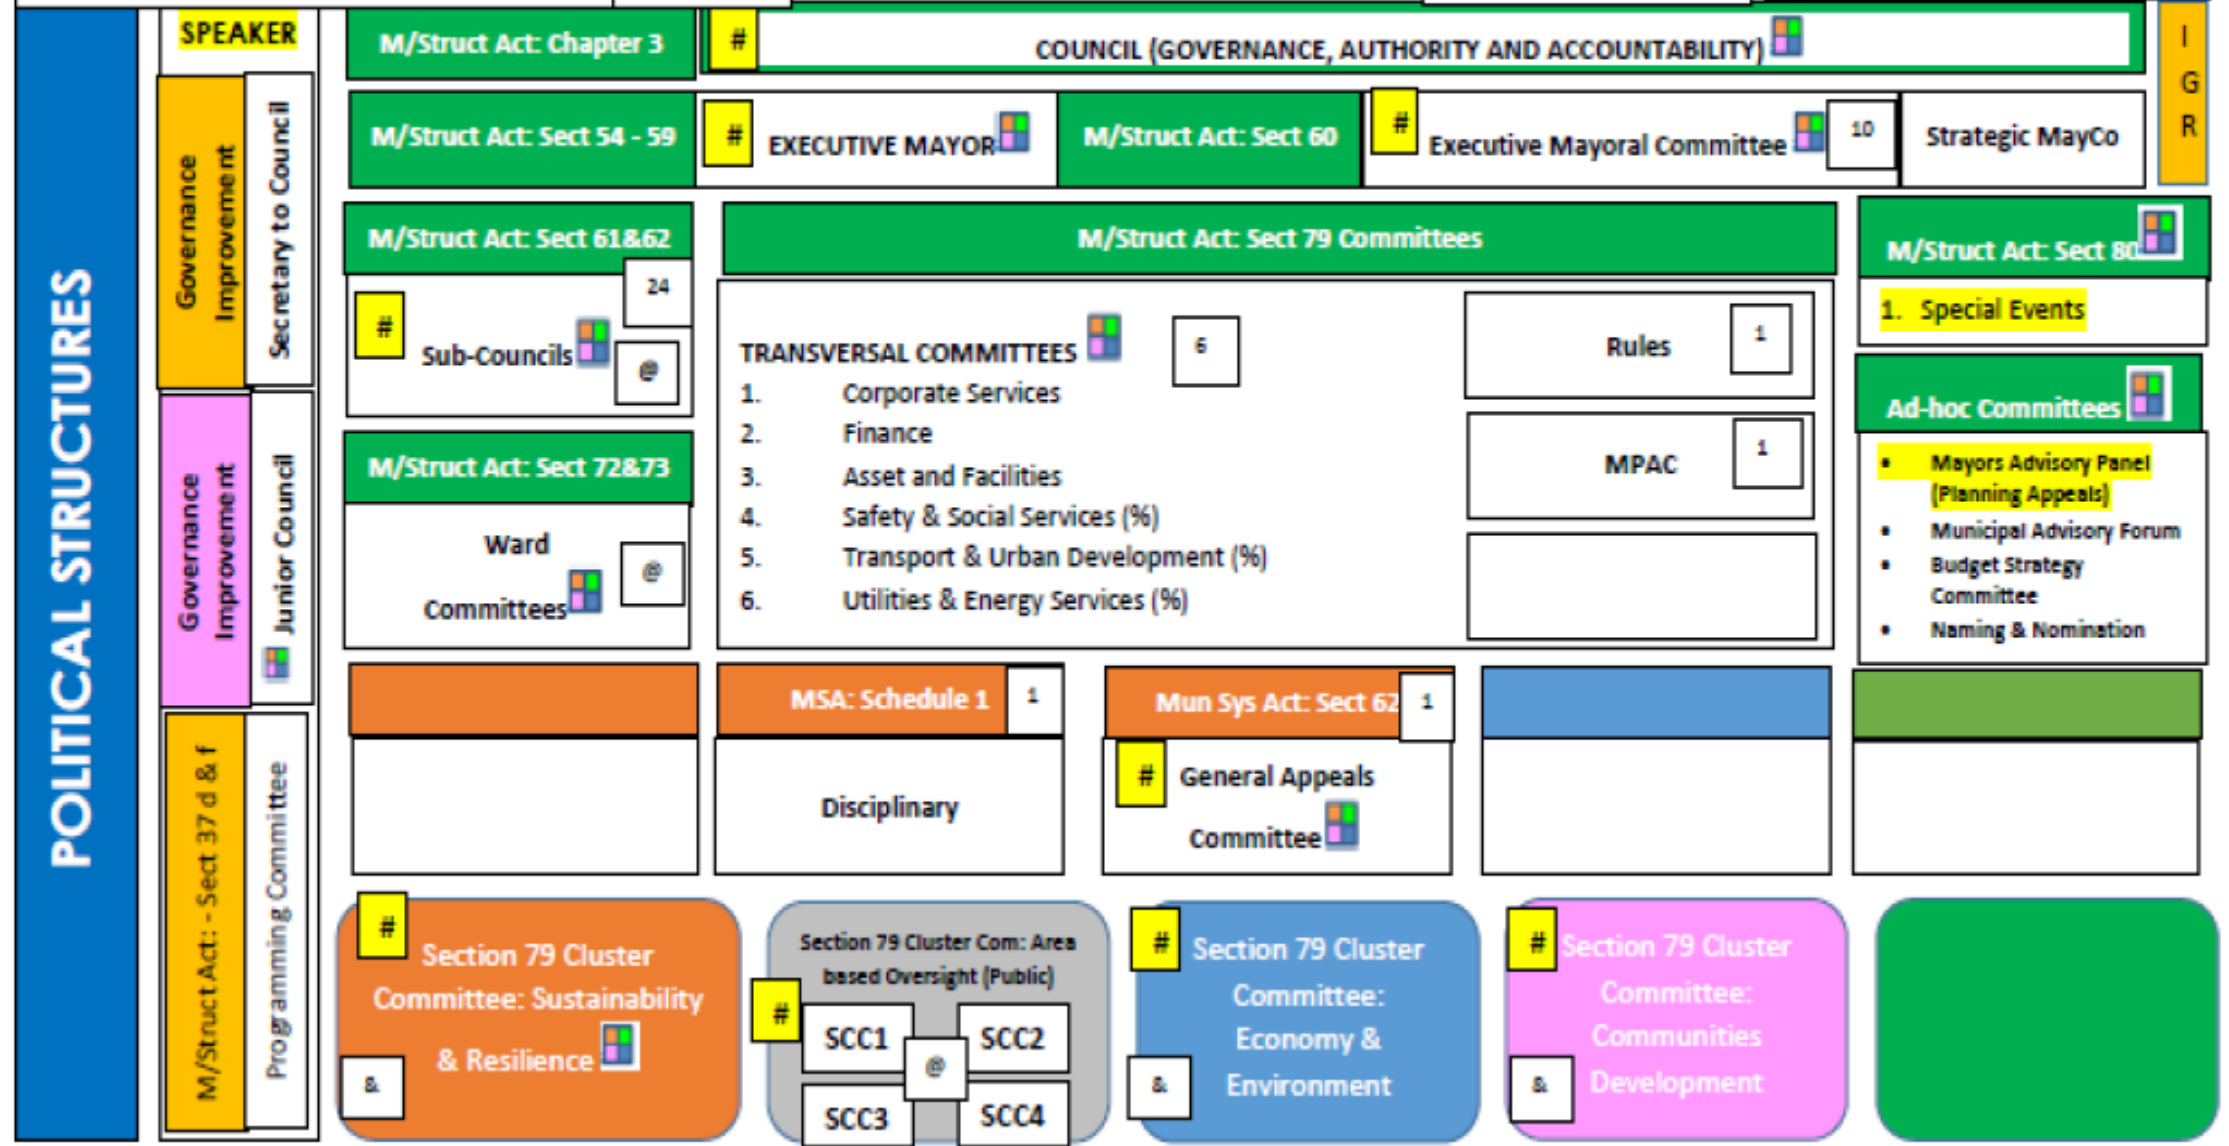 POLITICAL STRUCTURES
SPEAKER
Governance
Improvement
Secretary to Council
Governance
Improvement
Junior Council
M/Struct Act: - Sect 37 d & f
Programming Committee
M/Struct Act: Chapter 3
#
COUNCIL (GOVERNANCE, AUTHORITY AND ACCOUNTABILITY)
I
G
R
M/Struct Act: Sect 54 - 59
#
EXECUTIVE MAYOR
M/Struct Act: Sect 60
#
Executive Mayoral Committee
10
Strategic MayCo
M/Struct Act: Sect 61&62
24
#
Sub-Councils
@
M/Struct Act: Sect 72&73
Ward
Committees
@
M/Struct Act: Sect 79 Committees
TRANSVERSAL COMMITTEES
6
1. Corporate Services
2. Finance
3. Asset and Facilities
4. Safety & Social Services (%)
5. Transport & Urban Development (%)
6. Utilities & Energy Services (%)
Rules
1
MPAC
1
M/Struct Act: Sect 80
1. Special Events
Ad-hoc Committees
• Mayors Advisory Panel
(Planning Appeals)
• Municipal Advisory Forum
• Budget Strategy
Committee
• Naming & Nomination
MSA: Schedule 1
1
Disciplinary
Mun Sys Act: Sect 62
1
#
General Appeals
Committee
#
Section 79 Cluster
Committee: Sustainability
& Resilience
&
Section 79 Cluster Com: Area
based Oversight (Public)
#
SCC1
SCC2
@
SCC3
SCC4
#
Section 79 Cluster
Committee:
Economy &
Environment
&
#
Section 79 Cluster
Committee:
Communities
Development
&